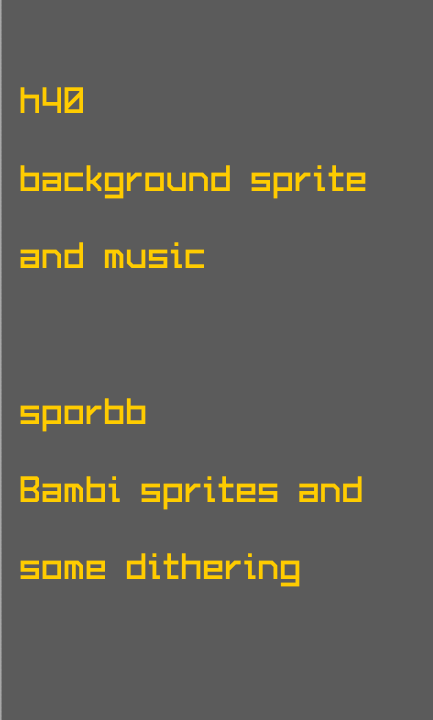 h40
background sprite
and music
sporbb
Bambi sprites and
some dithering